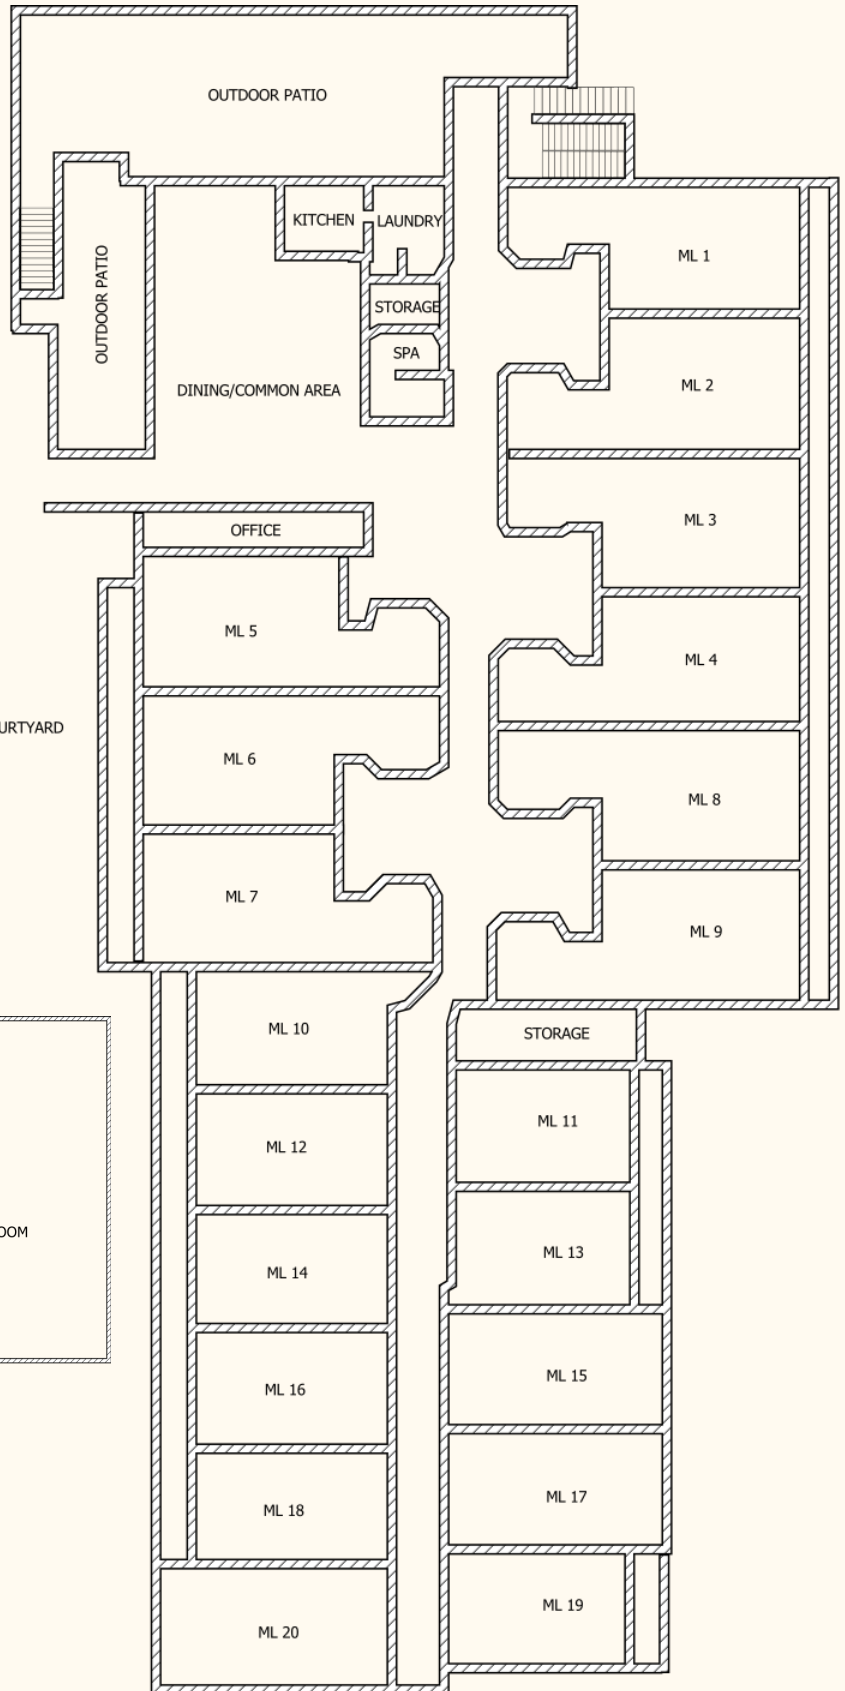 OUTDOOR PATIO
KITCHEN
LAUNDRY
ML 1
OUTDOOR PATIO
STORAGE
SPA
ML 2
DINING/COMMON AREA
ML 3
OFFICE
ML 5
ML 4
URTYARD
ML 6
ML 8
ML 7
ML 9
ML 10
STORAGE
ML 11
ML 12
OOM
ML 13
ML 14
ML 15
ML 16
ML 17
ML 18
ML 19
ML 20